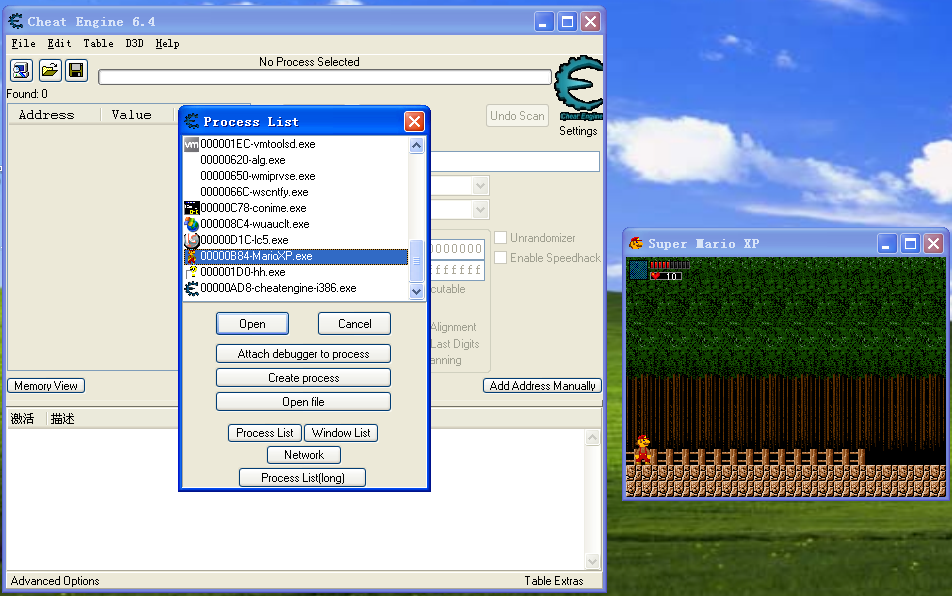 Cheat Engine 6.4
File Edit Table D3D Help
No Process Selected
Found: 0
Address Value
Undo Scan
Cheat Engine
Settings
Process List
000001EC-vmtoolsd.exe
00000620-alg.exe
00000650-wmiprvse.exe
0000066C-wscntfy.exe
00000C78-conime.exe
000008C4-wuauclt.exe
00000D1C-lc5.exe
00000B84-MarioXP.exe
000001D0-hh.exe
00000AD8-cheatengine-i386.exe
Open Cancel
Attach debugger to process
Create process
Open file
Process List Window List
Network
Process List(long)
0000000
ffffff
Unrandomizer
Enable Speedhack
cutable
Alignment
Last Digits
anning
Memory View
Add Address Manually
激活 描述
Advanced Options
Table Extras
Super Mario XP
10